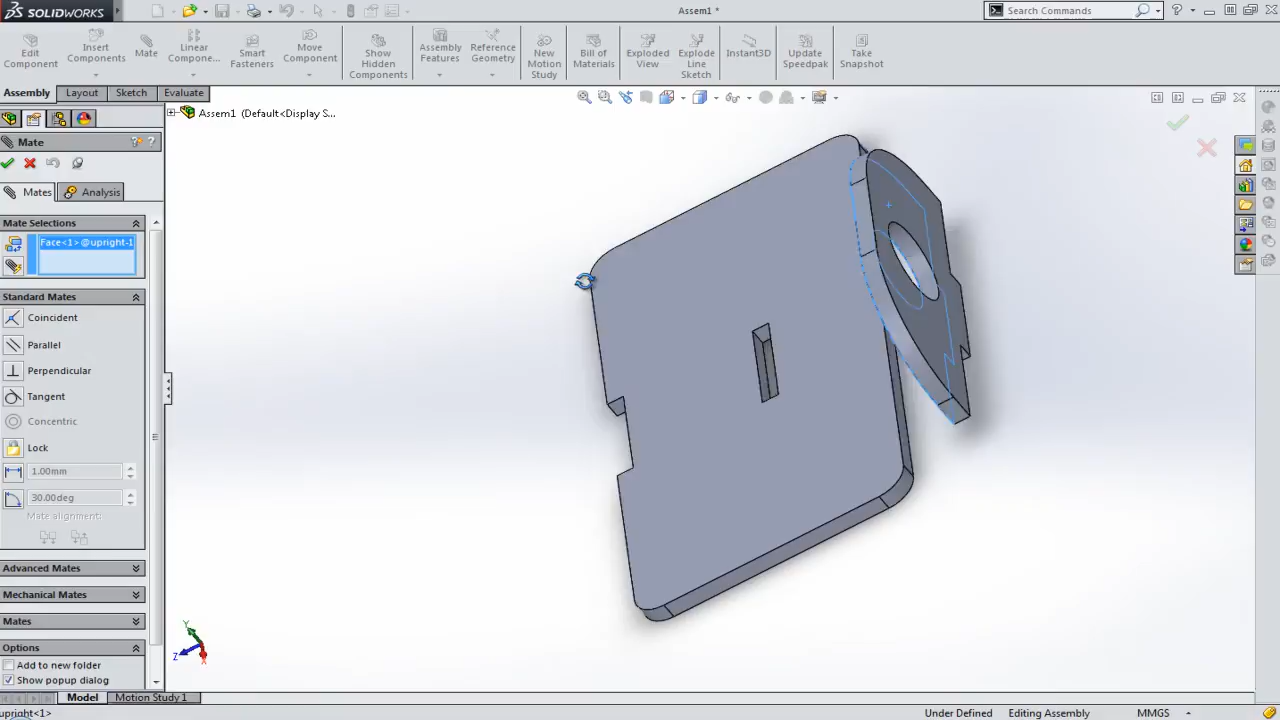 SOLIDWORKS
Assem1 *
Search Commands
Edit Component
Insert Components
Mate
Linear Compone...
Smart Fasteners
Move Component
Show Hidden Components
Assembly Features
Reference Geometry
New Motion Study
Bill of Materials
Exploded View
Explode Line Sketch
Instant3D
Update Speedpak
Take Snapshot
Assembly
Layout
Sketch
Evaluate
Assem1 (Default<Display S...
Mate
Mates
Analysis
Mate Selections
Face<1>@upright-1
Standard Mates
Coincident
Parallel
Perpendicular
Tangent
Concentric
Lock
1.00mm
30.00deg
Mate alignment:
Advanced Mates
Mechanical Mates
Mates
Options
Add to new folder
Show popup dialog
Y
Z
X
Model
Motion Study 1
upright<1>
Under Defined
Editing Assembly
MMGS